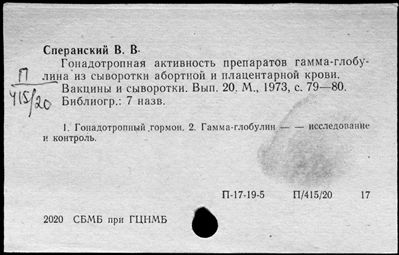 Сперанский В. В.
Гонадотропная активность препаратов гамма-глобу-
лина из сыворотки абортной и плацентарной крови.
Вакцины и сыворотки. Вып. 20. М., 1973, с. 79—80.
Библиогр.: 7 назв.
П
415/20
1. Гонадотропный гормон. 2. Гамма-глобулин — — исследование
и контроль.
П-17-19-5 П/415/20 17
2020 СБМБ при ГЦНМБ